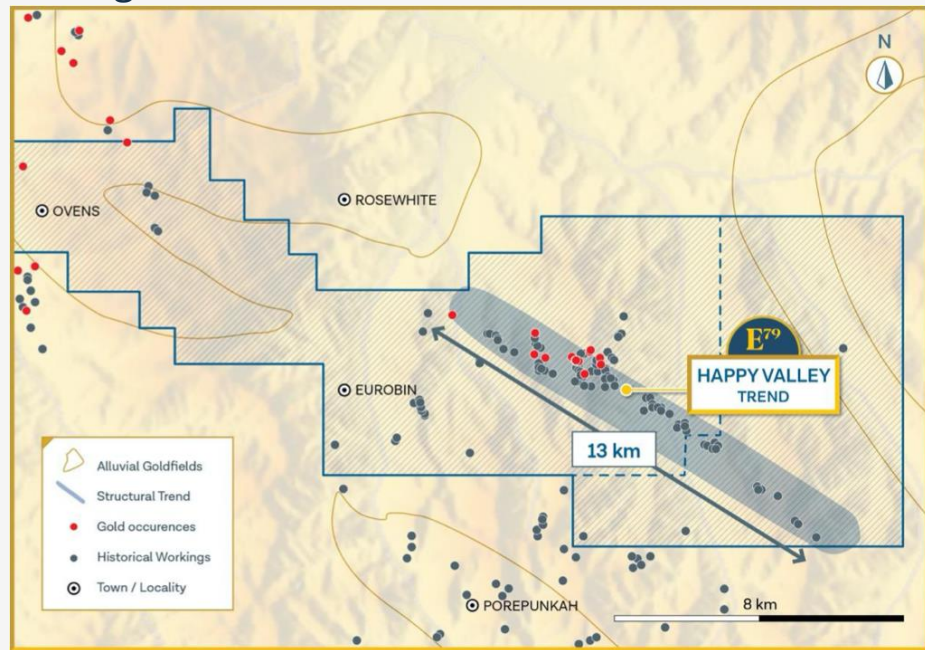 N
OVENS
ROSEWHITE
E79
HAPPY VALLEY
TREND
EUROBIN
13 km
Alluvial Goldfields
Structural Trend
Gold occurences
Historical Workings
Town / Locality
POREPUNKAH
8 km